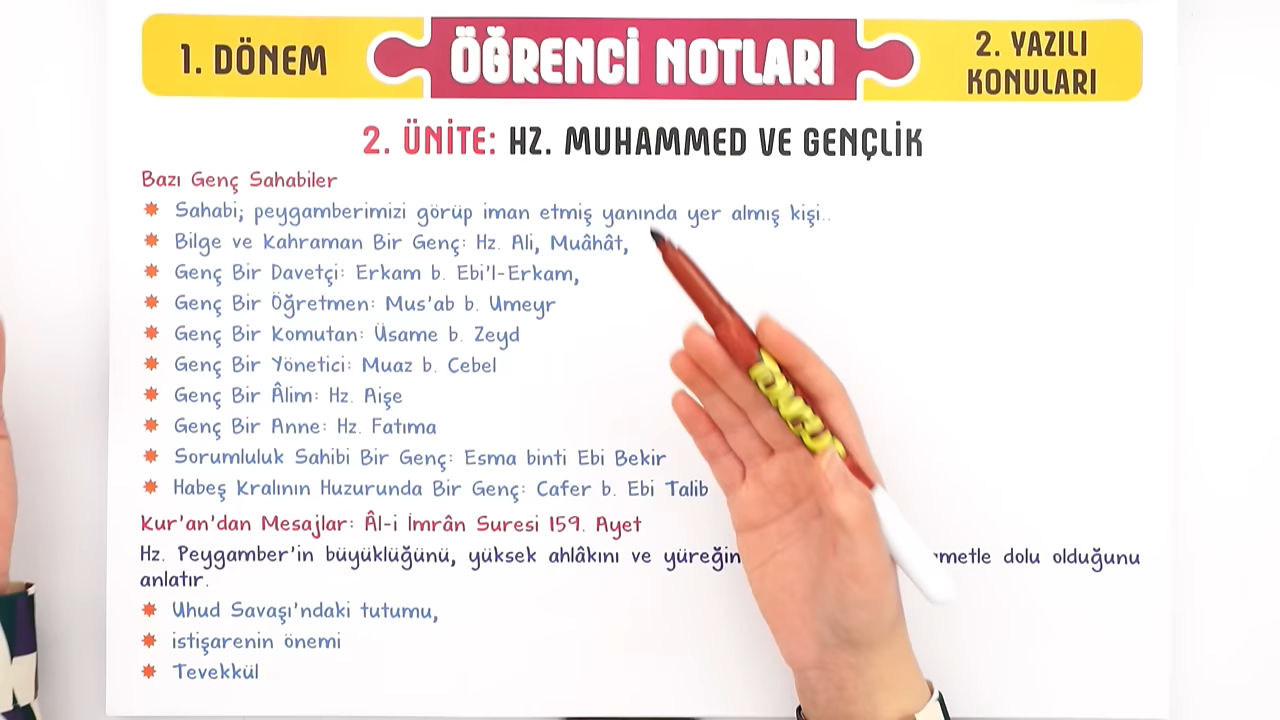 1. DÖNEM
ÖĞRENCİ NOTLARI
2. YAZILI
KONULARI
2. ÜNİTE: HZ. MUHAMMED VE GENÇLİK
Bazı Genç Sahabiler
Sahabi; peygamberimizi görüp iman etmiş yanında yer almış kişi..
Bilge ve Kahraman Bir Genç: Hz. Ali, Muâhât,
Genç Bir Davetçi: Erkam b. Ebi'l-Erkam,
Genç Bir Öğretmen: Mus'ab b. Umeyr
Genç Bir Komutan: Üsame b. Zeyd
Genç Bir Yönetici: Muaz b. Cebel
Genç Bir Âlim: Hz. Aişe
Genç Bir Anne: Hz. Fatıma
Sorumluluk Sahibi Bir Genç: Esma binti Ebi Bekir
Habeş Kralının Huzurunda Bir Genç: Cafer b. Ebi Talib
Kur'an'dan Mesajlar: Âl-i İmrân Suresi 159. Ayet
Hz. Peygamber'in büyüklüğünü, yüksek ahlâkını ve dolu olduğunu
anlatır.
Uhud Savaşı'ndaki tutumu,
istişarenin önemi
Tevekkül